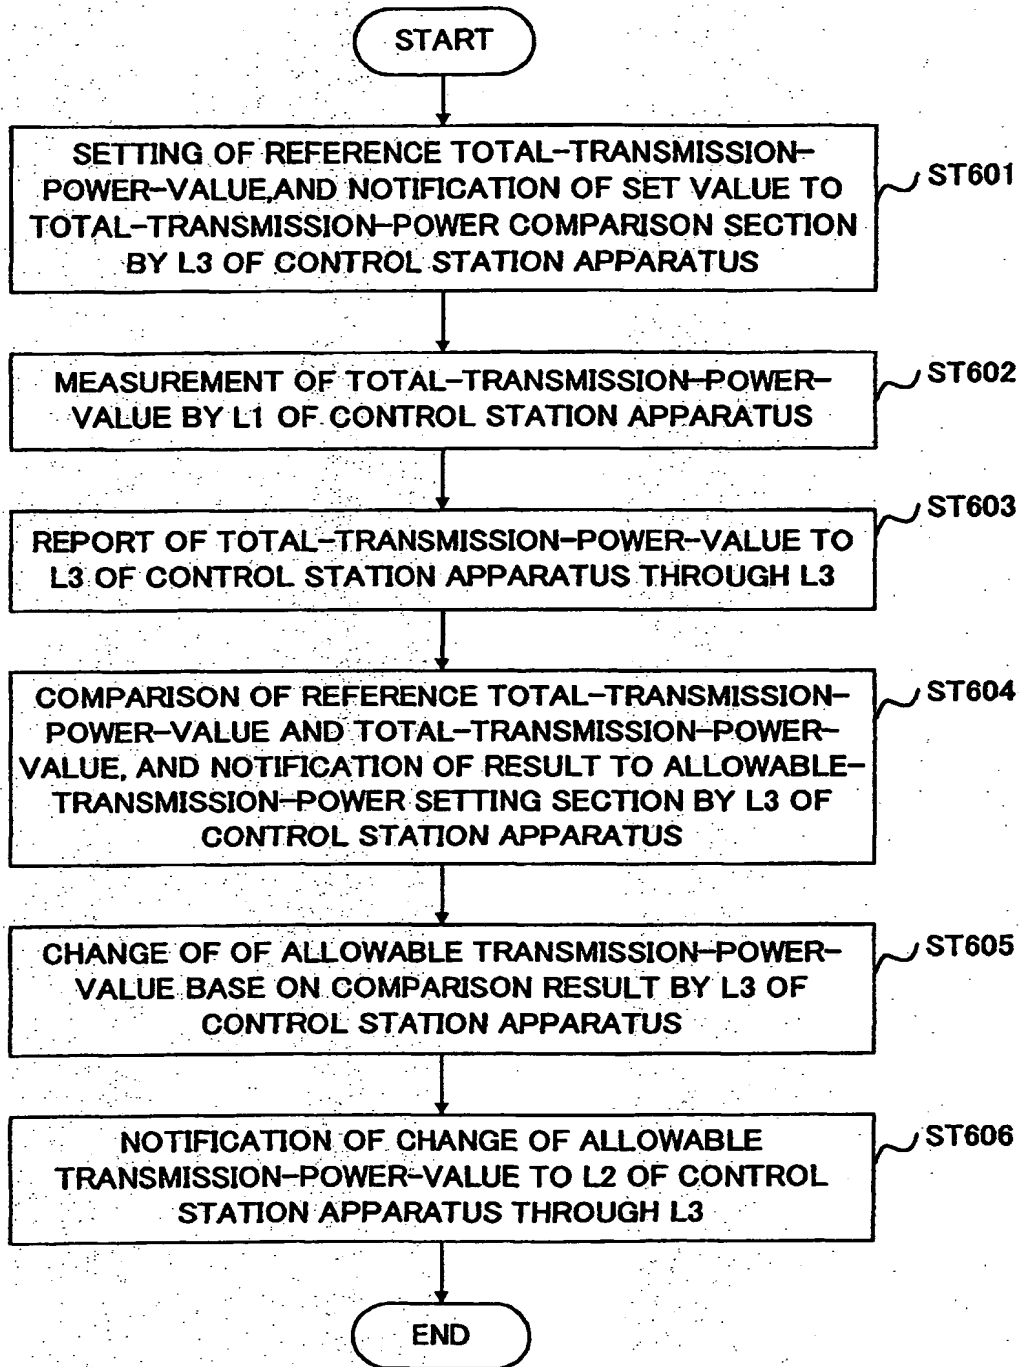 START
SETTING OF REFERENCE TOTAL-TRANSMISSION-
POWER-VALUE,AND NOTIFICATION OF SET VALUE TO
TOTAL-TRANSMISSION-POWER COMPARISON SECTION
BY L3 OF CONTROL STATION APPARATUS
ST601
MEASUREMENT OF TOTAL-TRANSMISSION-POWER-
VALUE BY L1 OF CONTROL STATION APPARATUS
ST602
REPORT OF TOTAL-TRANSMISSION-POWER-VALUE TO
L3 OF CONTROL STATION APPARATUS THROUGH L3
ST603
COMPARISON OF REFERENCE TOTAL-TRANSMISSION-
POWER-VALUE AND TOTAL-TRANSMISSION-POWER-
VALUE, AND NOTIFICATION OF RESULT TO ALLOWABLE-
TRANSMISSION-POWER SETTING SECTION BY L3 OF
CONTROL STATION APPARATUS
ST604
CHANGE OF OF ALLOWABLE TRANSMISSION-POWER-
VALUE BASE ON COMPARISON RESULT BY L3 OF
CONTROL STATION APPARATUS
ST605
NOTIFICATION OF CHANGE OF ALLOWABLE
TRANSMISSION-POWER-VALUE TO L2 OF CONTROL
STATION APPARATUS THROUGH L3
ST606
END